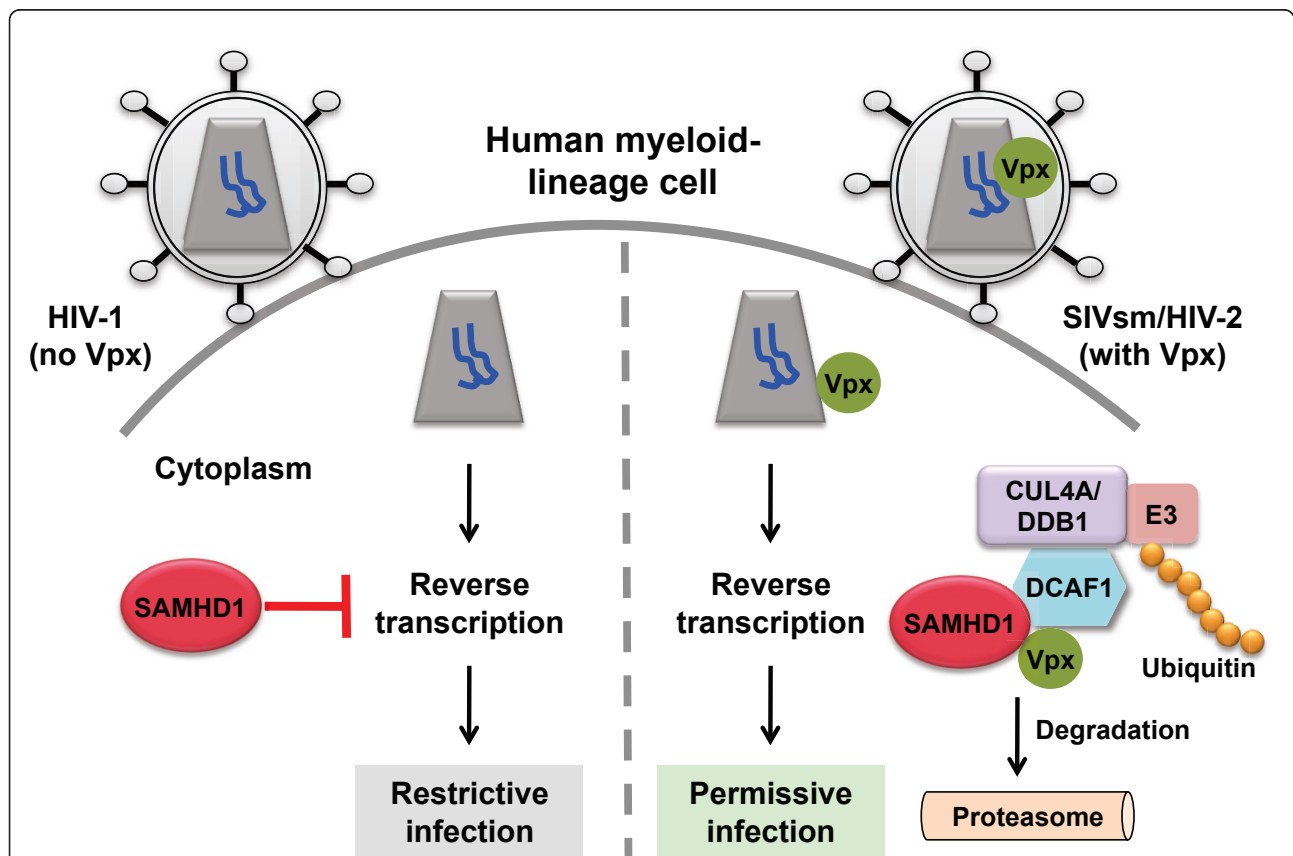 Human myeloid-
lineage cell
Vpx
HIV-1
(no Vpx)
SIVsm/HIV-2
(with Vpx)
Vpx
Cytoplasm
SAMHD1
Reverse
transcription
Restrictive
infection
Reverse
transcription
Permissive
infection
CUL4A/
DDB1
E3
DCAF1
SAMHD1
Vpx
Ubiquitin
Degradation
Proteasome